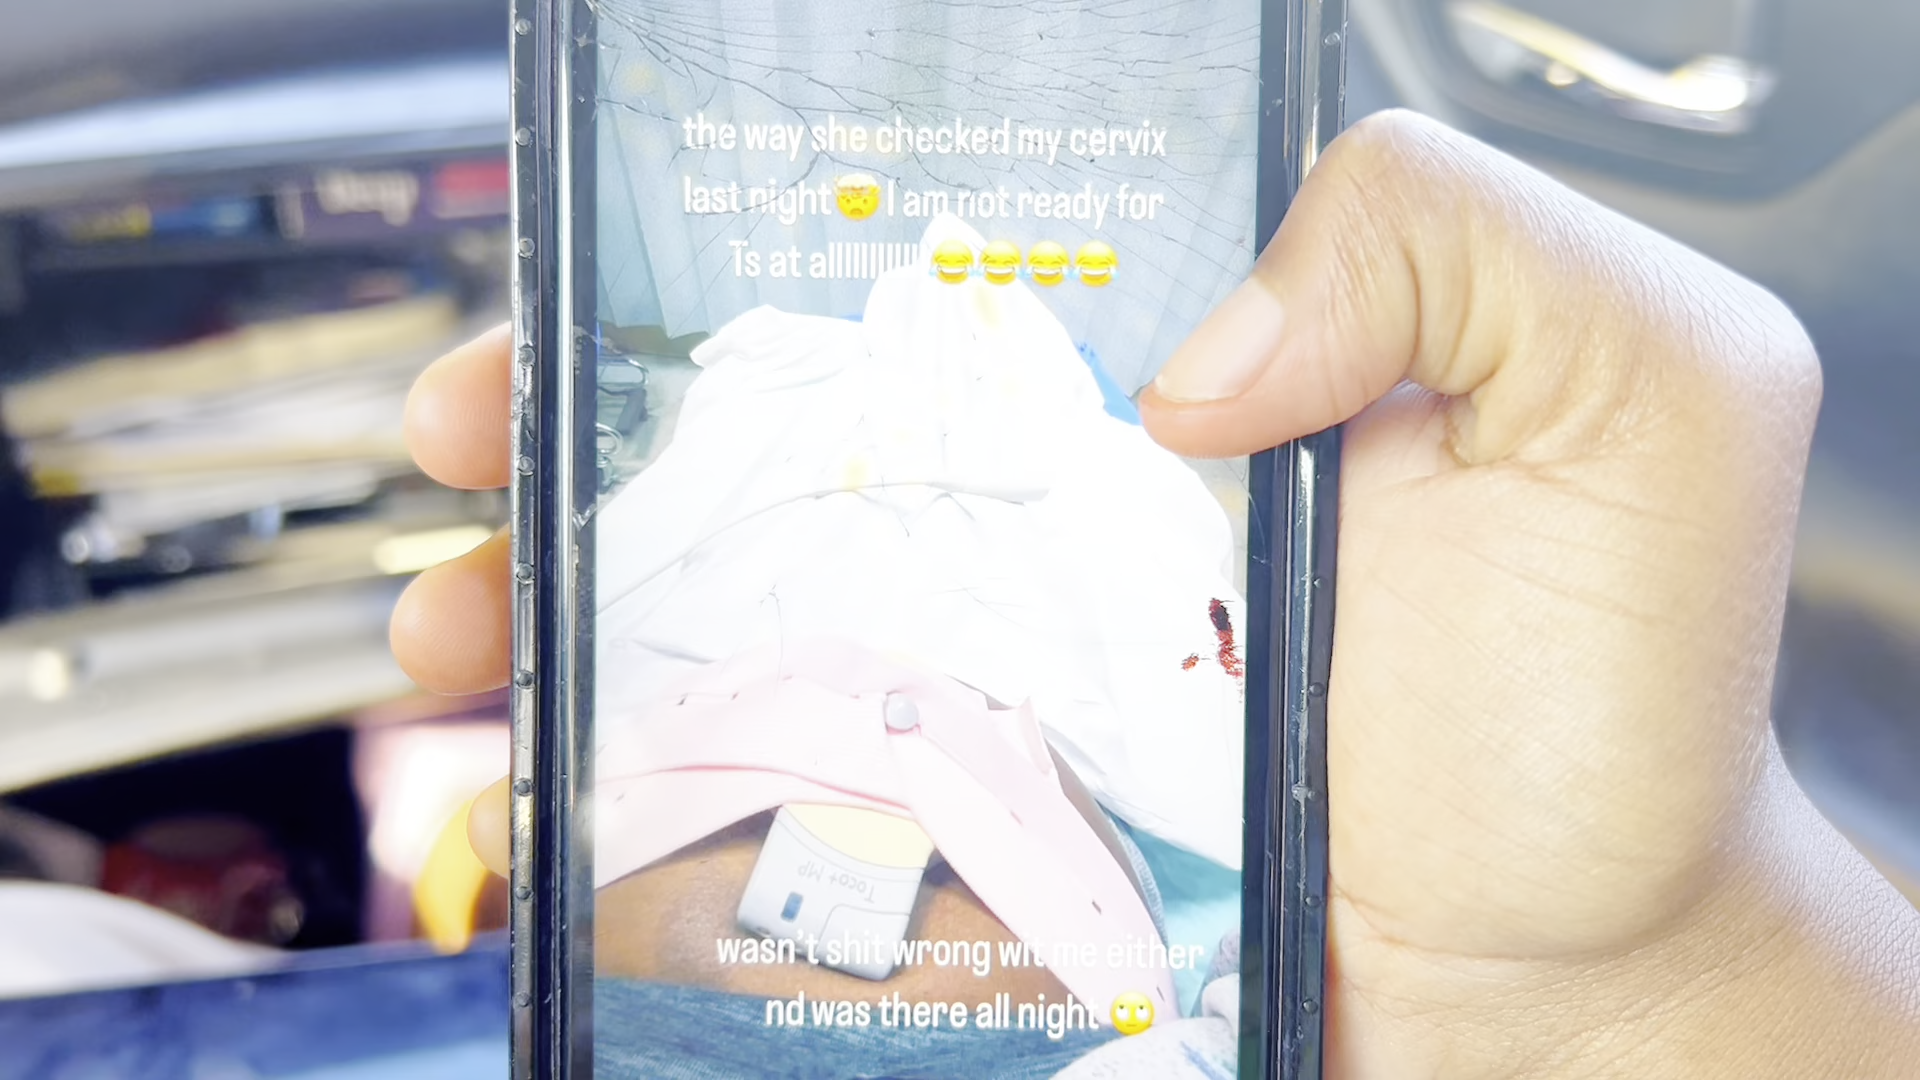 the way she checked my cervix
last night🤯I am not ready for
Ts at allllllllllll 😂😂😂😂
Toco+ MP
wasn't shit wrong wit me either
nd was there all night 🙄